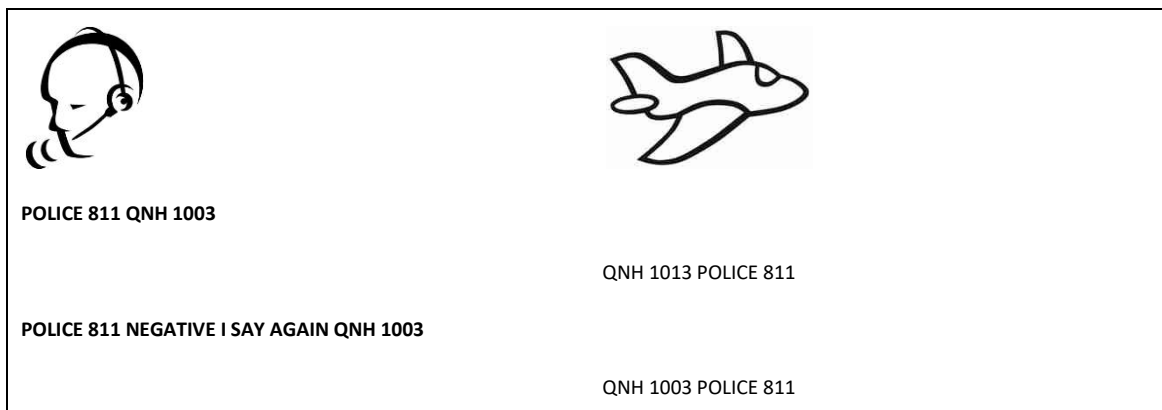 POLICE 811 QNH 1003
QNH 1013 POLICE 811
POLICE 811 NEGATIVE I SAY AGAIN QNH 1003
QNH 1003 POLICE 811